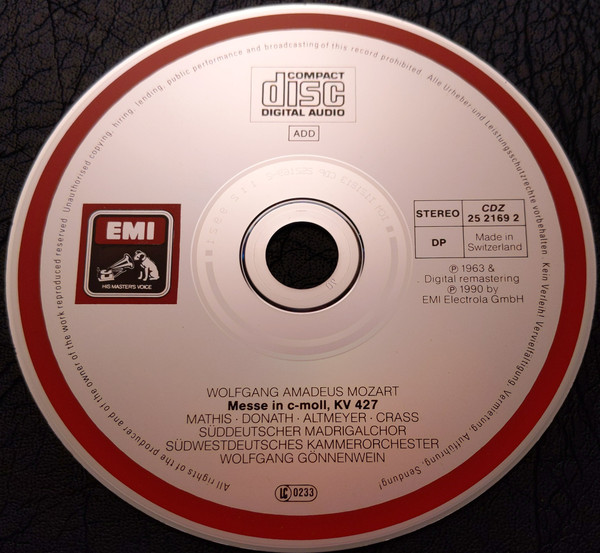 Unauthorised copying, hiring, lending, public performance and broadcasting of this record prohibited. Alle Urheber-und Leistungsschutzrechte vorbehalten. Kein Verleih! Vervielfältigung, Vermietung, Aufführung, Sendung!
All rights of the producer and of the owner of the work reproduced reserved.
COMPACT
disc
DIGITAL AUDIO
ADD
EMI
HIS MASTER'S VOICE
STEREO
CDZ
25 2169 2
DP
Made in
Switzerland
℗ 1963 &
Digital remastering
℗ 1990 by
EMI Electrola GmbH
WOLFGANG AMADEUS MOZART
Messe in c-moll, KV 427
MATHIS · DONATH · ALTMEYER · CRASS
SÜDDEUTSCHER MADRIGALCHOR
SÜDWESTDEUTSCHES KAMMERORCHESTER
WOLFGANG GÖNNENWEIN
LC 0233